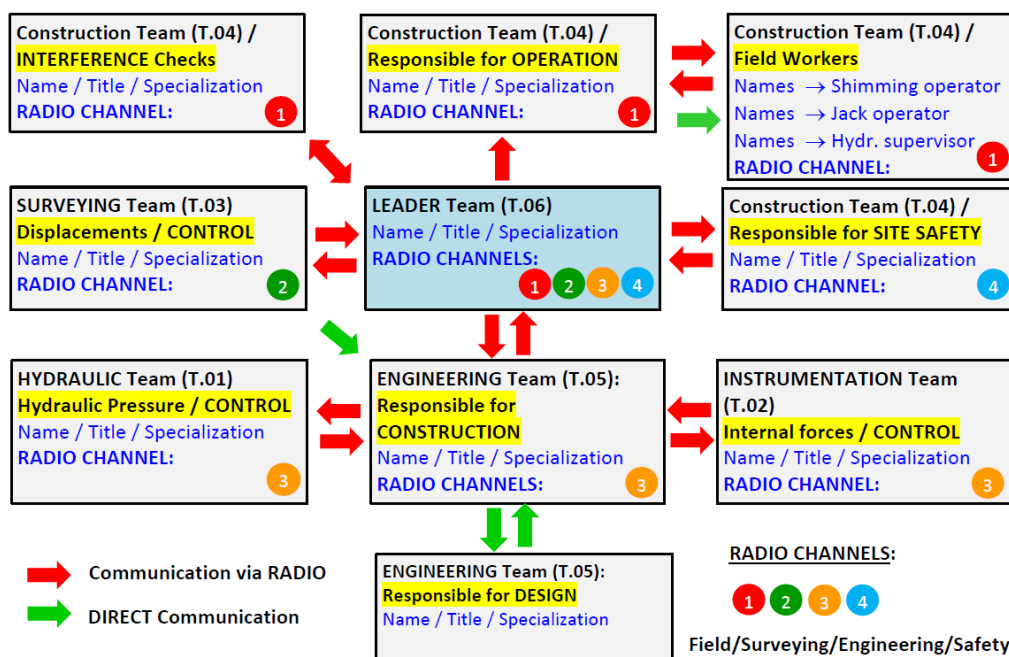 Construction Team (T.04) /
INTERFERENCE Checks
Name / Title / Specialization
RADIO CHANNEL:
1
Construction Team (T.04) /
Responsible for OPERATION
Name / Title / Specialization
RADIO CHANNEL:
1
Construction Team (T.04) /
Field Workers
Names → Shimming operator
Names → Jack operator
Names → Hydr. supervisor
RADIO CHANNEL:
1
SURVEYING Team (T.03)
Displacements / CONTROL
Name / Title / Specialization
RADIO CHANNEL:
2
LEADER Team (T.06)
Name / Title / Specialization
RADIO CHANNELS:
1 2 3 4
Construction Team (T.04) /
Responsible for SITE SAFETY
Name / Title / Specialization
RADIO CHANNEL:
4
HYDRAULIC Team (T.01)
Hydraulic Pressure / CONTROL
Name / Title / Specialization
RADIO CHANNEL:
3
ENGINEERING Team (T.05):
Responsible for
CONSTRUCTION
Name / Title / Specialization
RADIO CHANNELS:
3
INSTRUMENTATION Team
(T.02)
Internal forces / CONTROL
Name / Title / Specialization
RADIO CHANNEL:
3
Communication via RADIO
DIRECT Communication
ENGINEERING Team (T.05):
Responsible for DESIGN
Name / Title / Specialization
RADIO CHANNELS:
1 2 3 4
Field/Surveying/Engineering/Safety